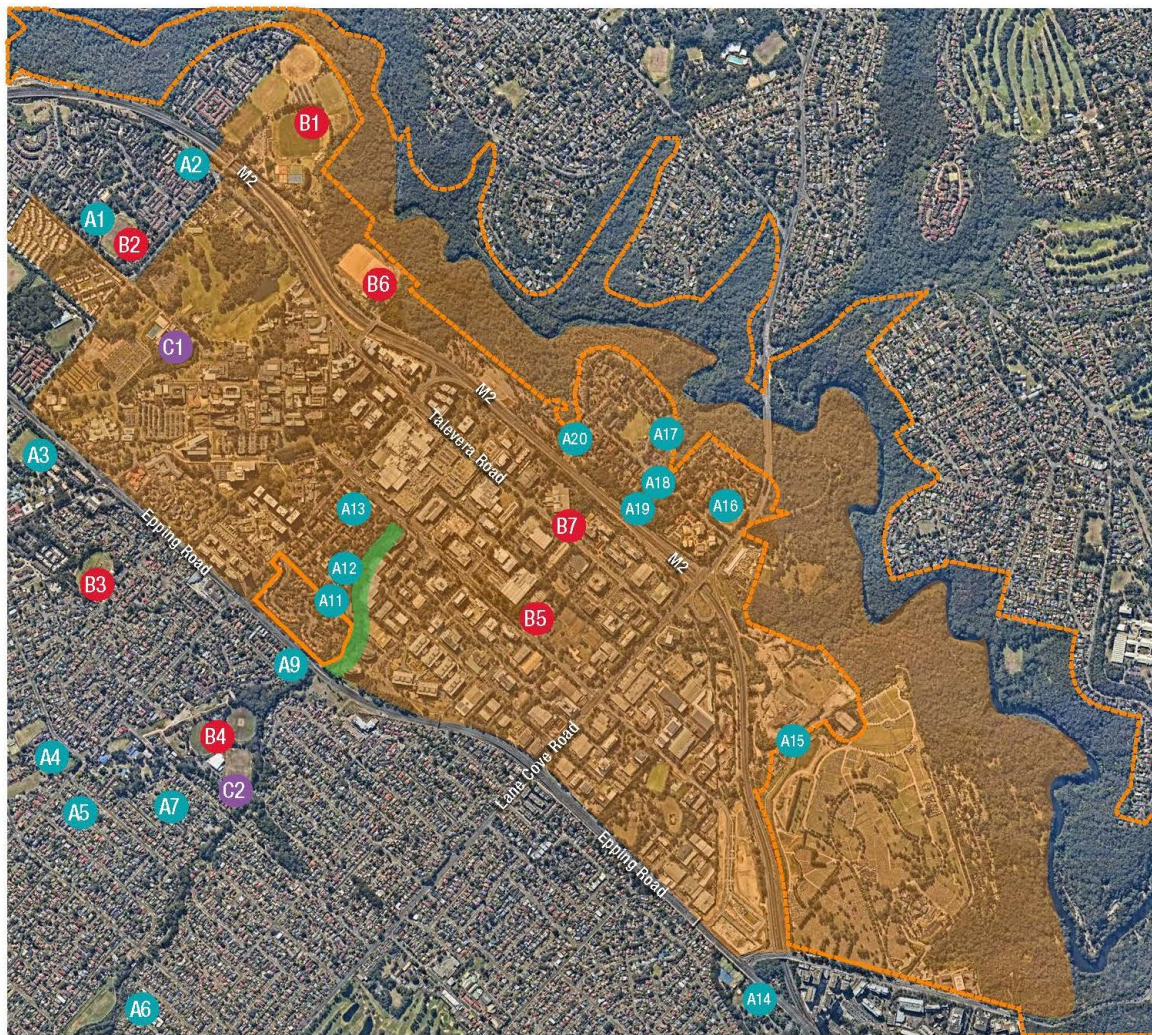 B1
A2
M2
A1
B2
B6
C1
M2
Talevera Road
A20
A17
A3
A18
A19
A16
A13
B7
Epping Road
M2
A12
B3
A11
B5
A9
B4
A15
A4
Lane Cove Road
C2
A5
A7
Epping Road
A14
A6